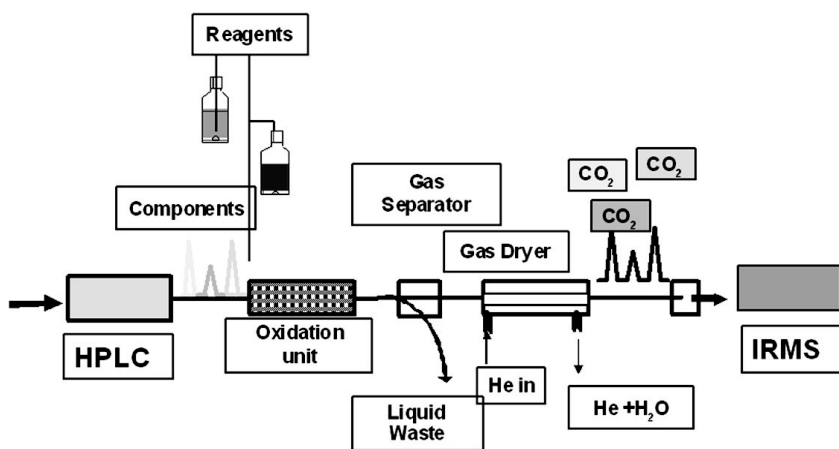 Reagents
CO₂
CO₂
Gas
Separator
Components
CO₂
Gas Dryer
HPLC
Oxidation
unit
IRMS
He in
He +H₂O
Liquid
Waste